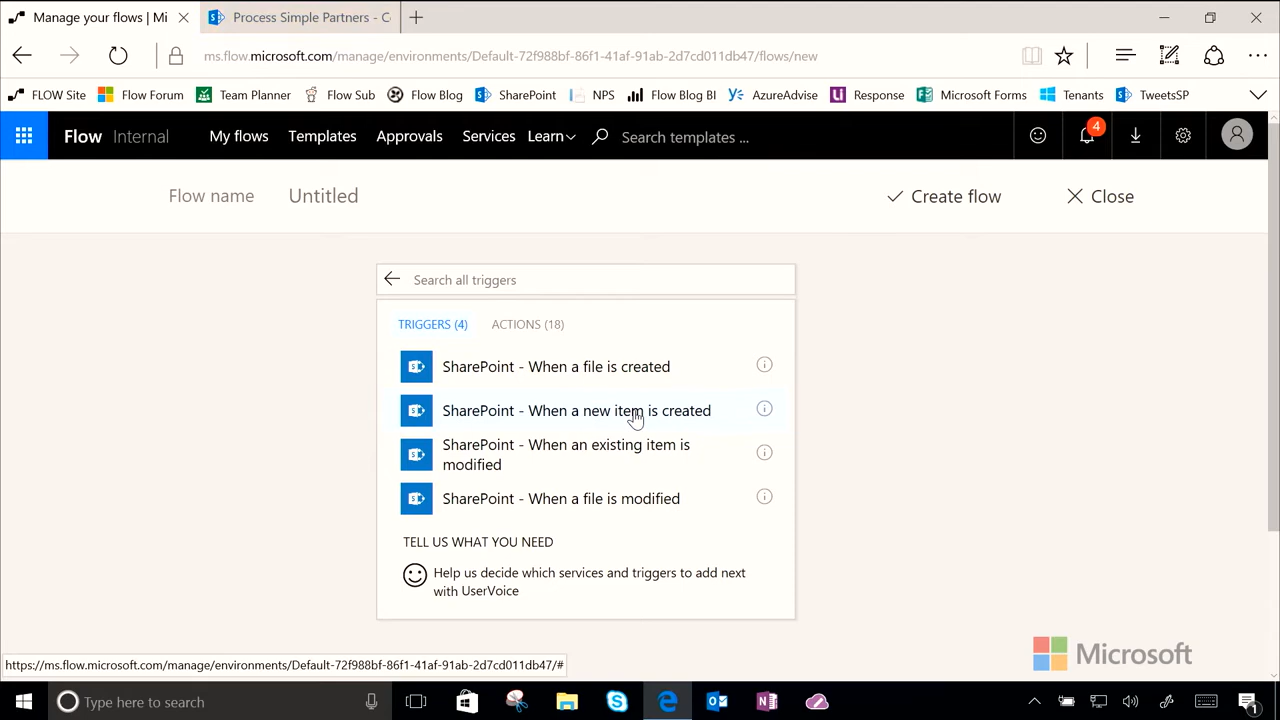 Manage your flows | Mi
Process Simple Partners - C
ms.flow.microsoft.com/manage/environments/Default-72f988bf-86f1-41af-91ab-2d7cd011db47/flows/new
FLOW Site
Flow Forum
Team Planner
Flow Sub
Flow Blog
SharePoint
NPS
Flow Blog BI
AzureAdvise
Response
Microsoft Forms
Tenants
TweetsSP
Flow Internal
My flows
Templates
Approvals
Services
Learn
Search templates ...
4
Flow name
Untitled
Create flow
Close
Search all triggers
TRIGGERS (4)
ACTIONS (18)
SharePoint - When a file is created
SharePoint - When a new item is created
SharePoint - When an existing item is
modified
SharePoint - When a file is modified
TELL US WHAT YOU NEED
Help us decide which services and triggers to add next
with UserVoice
https://ms.flow.microsoft.com/manage/environments/Default-72f988bf-86f1-41af-91ab-2d7cd011db47/#
Microsoft
Type here to search
1